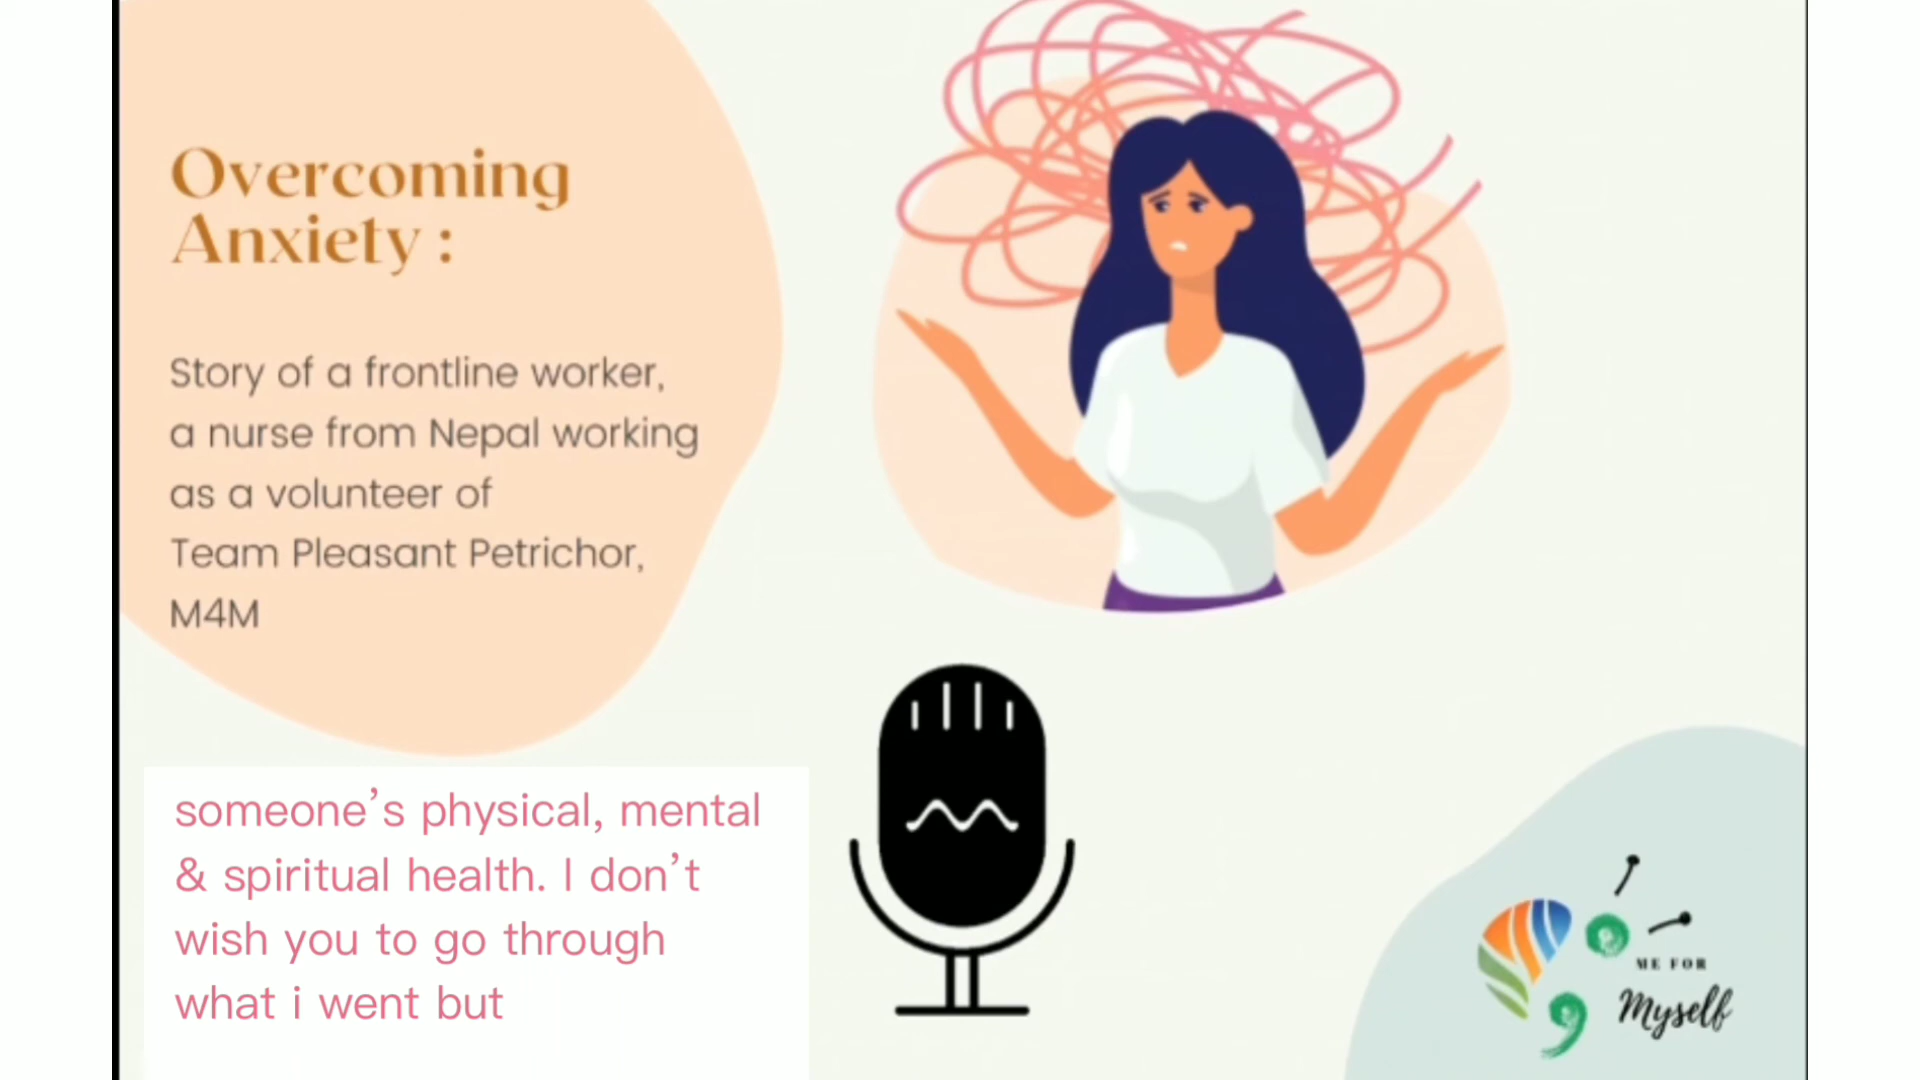 Overcoming
Anxiety :
Story of a frontline worker,
a nurse from Nepal working
as a volunteer of
Team Pleasant Petrichor,
M4M
someone’s physical, mental
& spiritual health. I don’t
wish you to go through
what i went but
ME FOR
Myself